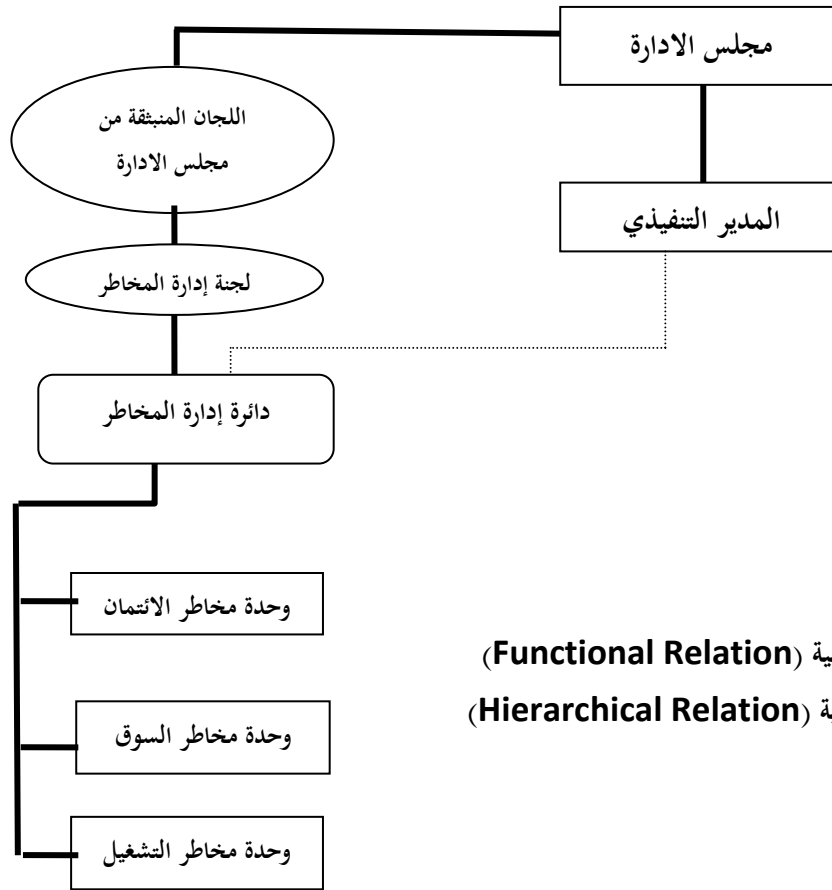 مجلس الادارة
اللجان المنبثقة من
مجلس الادارة
المدير التنفيذي
لجنة إدارة المخاطر
دائرة إدارة المخاطر
وحدة مخاطر الائتمان
(Functional Relation)
وحدة مخاطر السوق
(Hierarchical Relation)
وحدة مخاطر التشغيل